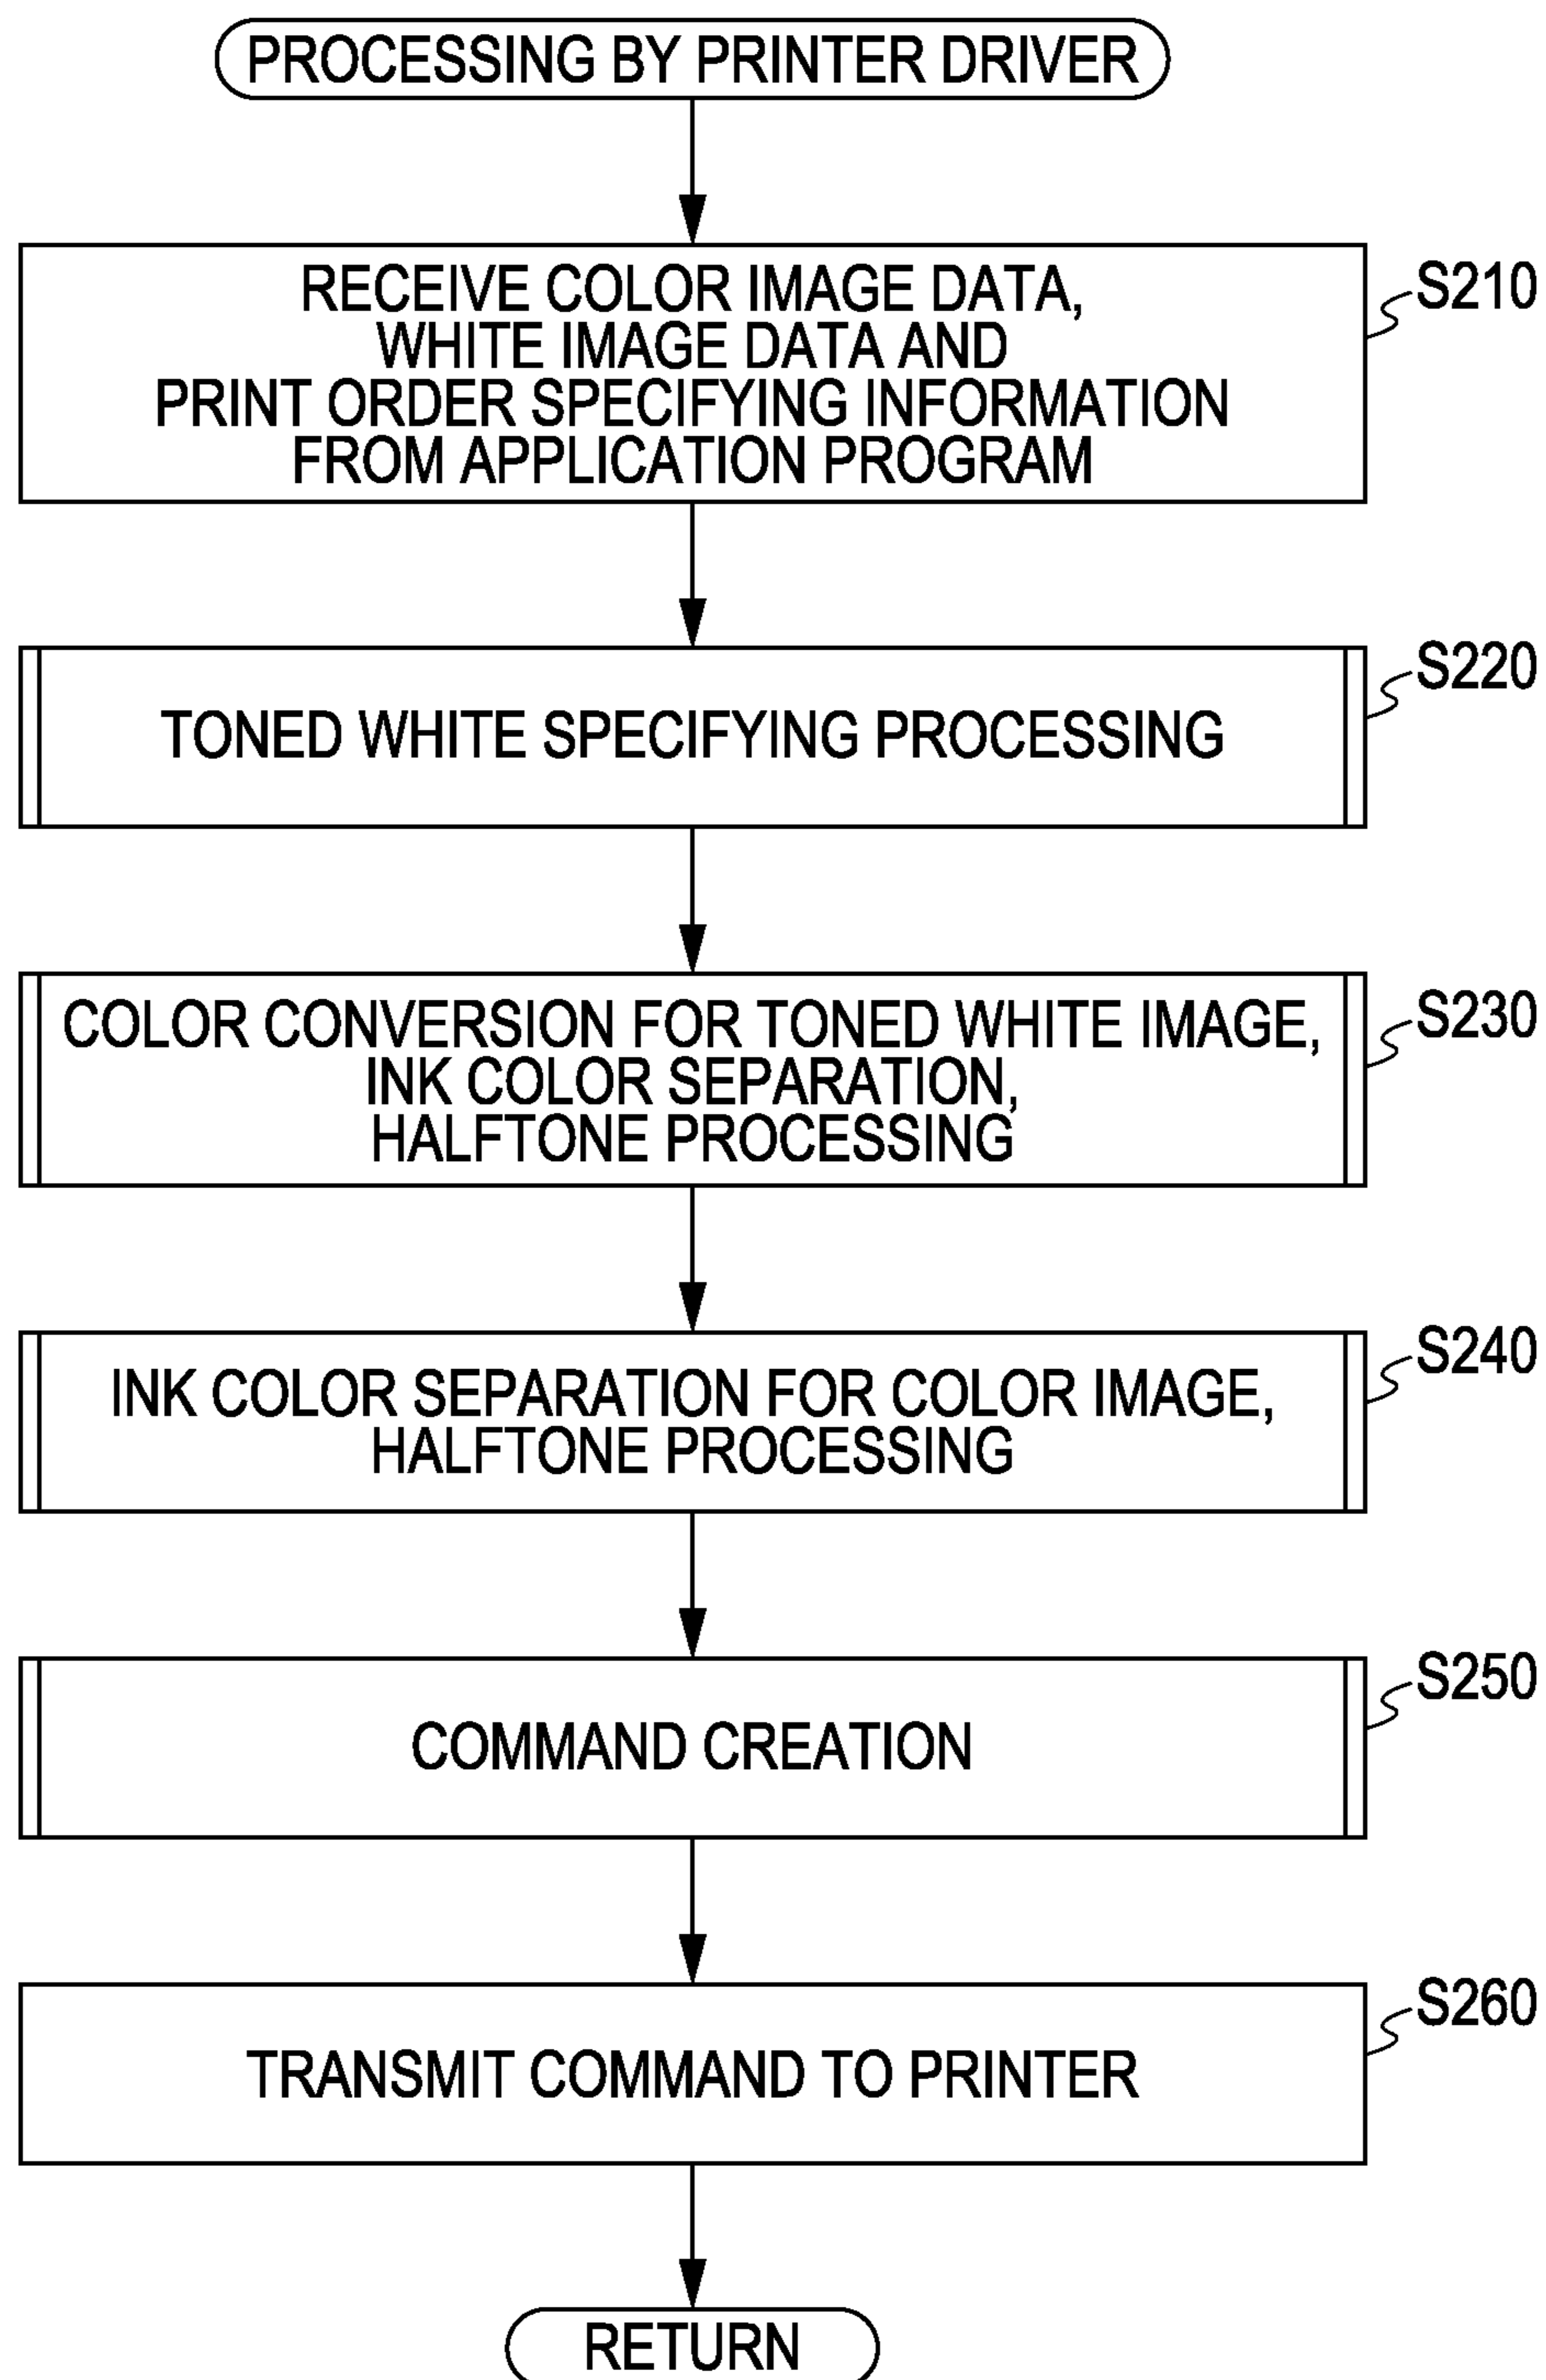 PROCESSING BY PRINTER DRIVER
RECEIVE COLOR IMAGE DATA,
WHITE IMAGE DATA AND
PRINT ORDER SPECIFYING INFORMATION
FROM APPLICATION PROGRAM
S210
TONED WHITE SPECIFYING PROCESSING
S220
COLOR CONVERSION FOR TONED WHITE IMAGE,
INK COLOR SEPARATION,
HALFTONE PROCESSING
S230
INK COLOR SEPARATION FOR COLOR IMAGE,
HALFTONE PROCESSING
S240
COMMAND CREATION
S250
TRANSMIT COMMAND TO PRINTER
S260
RETURN